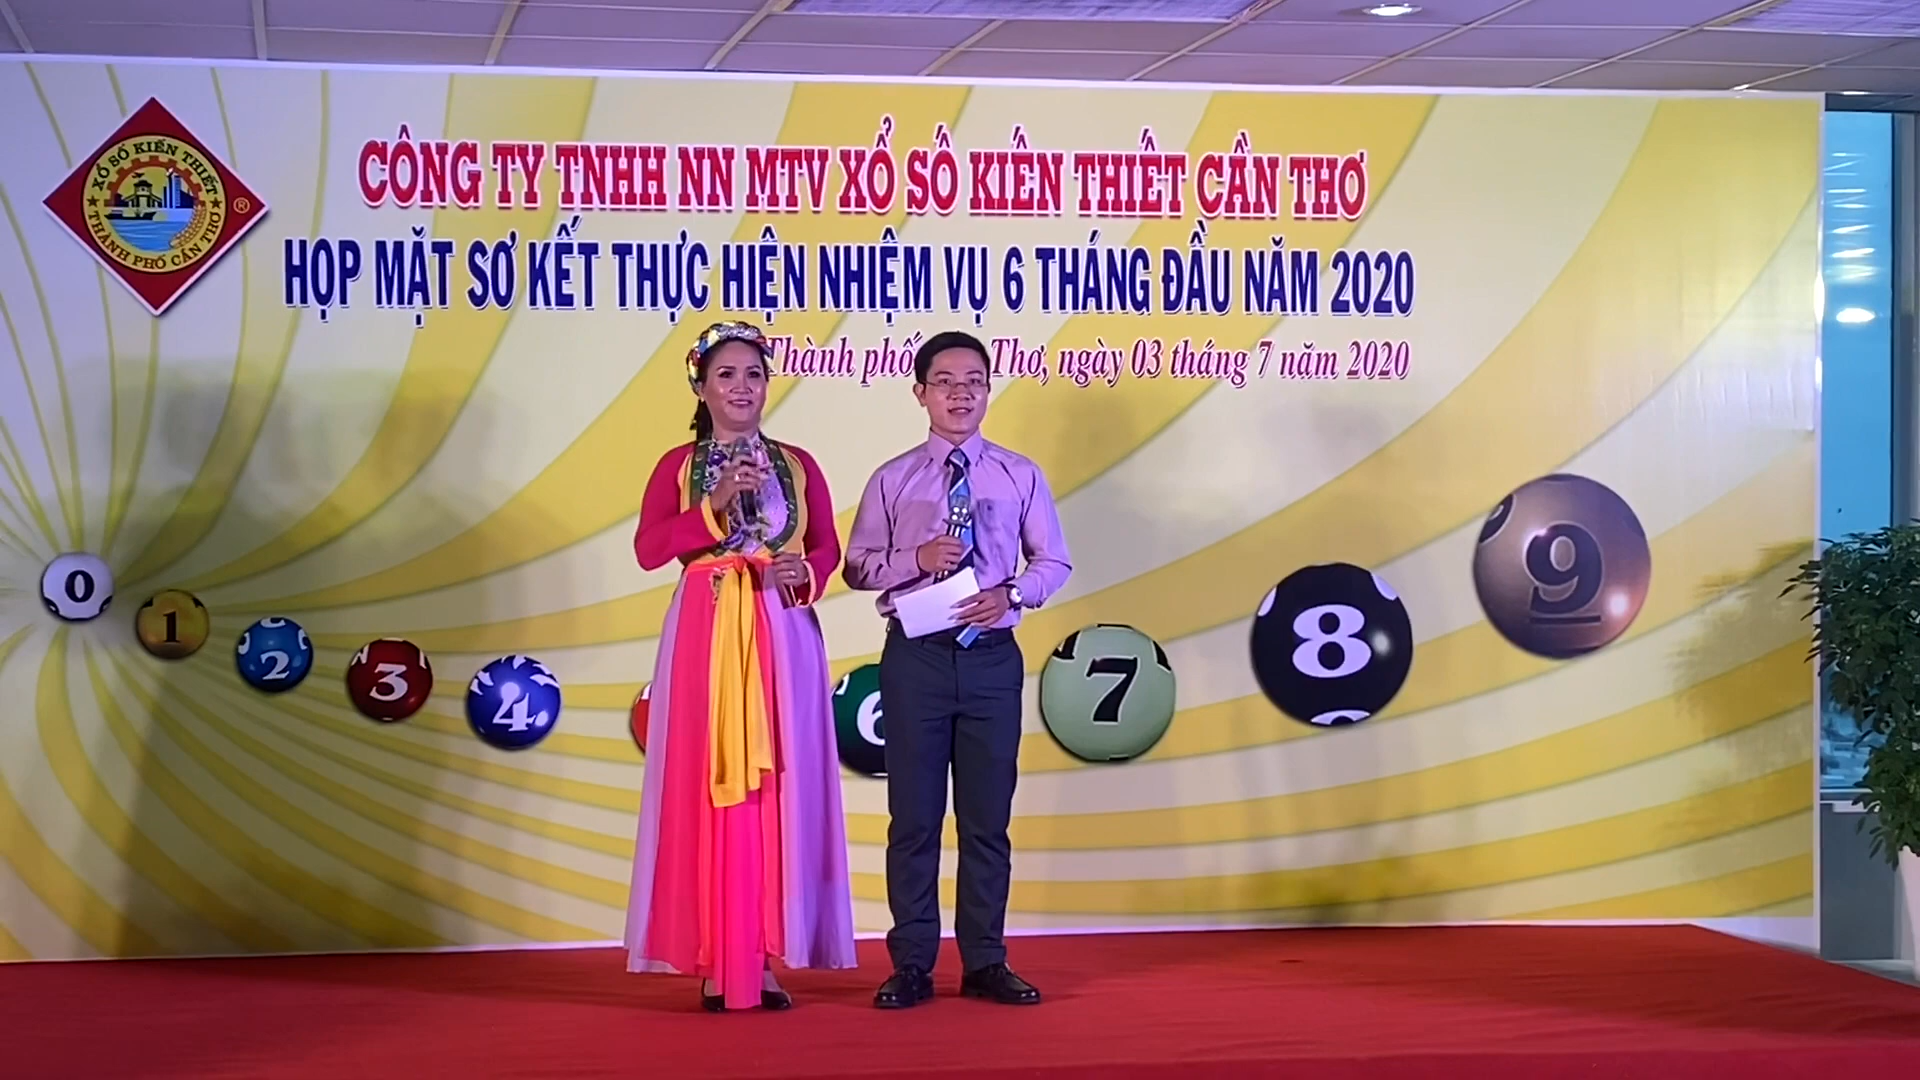 XỔ SỐ KIẾN THIẾT
THÀNH PHỐ CẦN THƠ
®
CÔNG TY TNHH NN MTV XỔ SỐ KIẾN THIẾT CẦN THƠ
HỌP MẶT SƠ KẾT THỰC HIỆN NHIỆM VỤ 6 THÁNG ĐẦU NĂM 2020
Thành phố Thơ, ngày 03 tháng 7 năm 2020
0 1 2 3 4 6 7 8 9